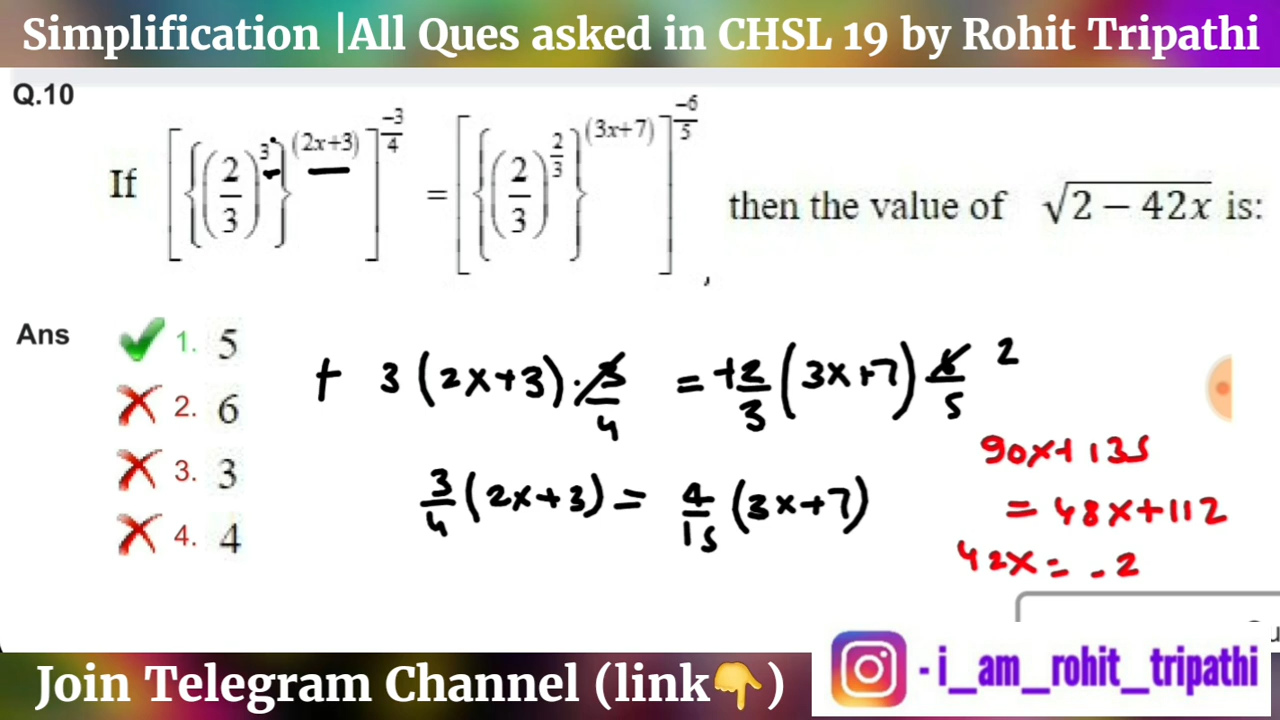 Simplification |All Ques asked in CHSL 19 by Rohit Tripathi
Q.10
If [{(2/3)^3}^(2x+3)]^(-3/4) = [{(2/3)^(2/3)}^(3x+7)]^(-6/5), then the value of √(2 − 42x) is:
Ans
1. 5
2. 6
3. 3
4. 4
+ 3(2x+3)·3/4 = +2/3(3x+7)6/5 2
3/4(2x+3) = 4/15(3x+7)
90x+135
= 48x+112
42x = -2
Join Telegram Channel (link👇)
-i_am_rohit_tripathi